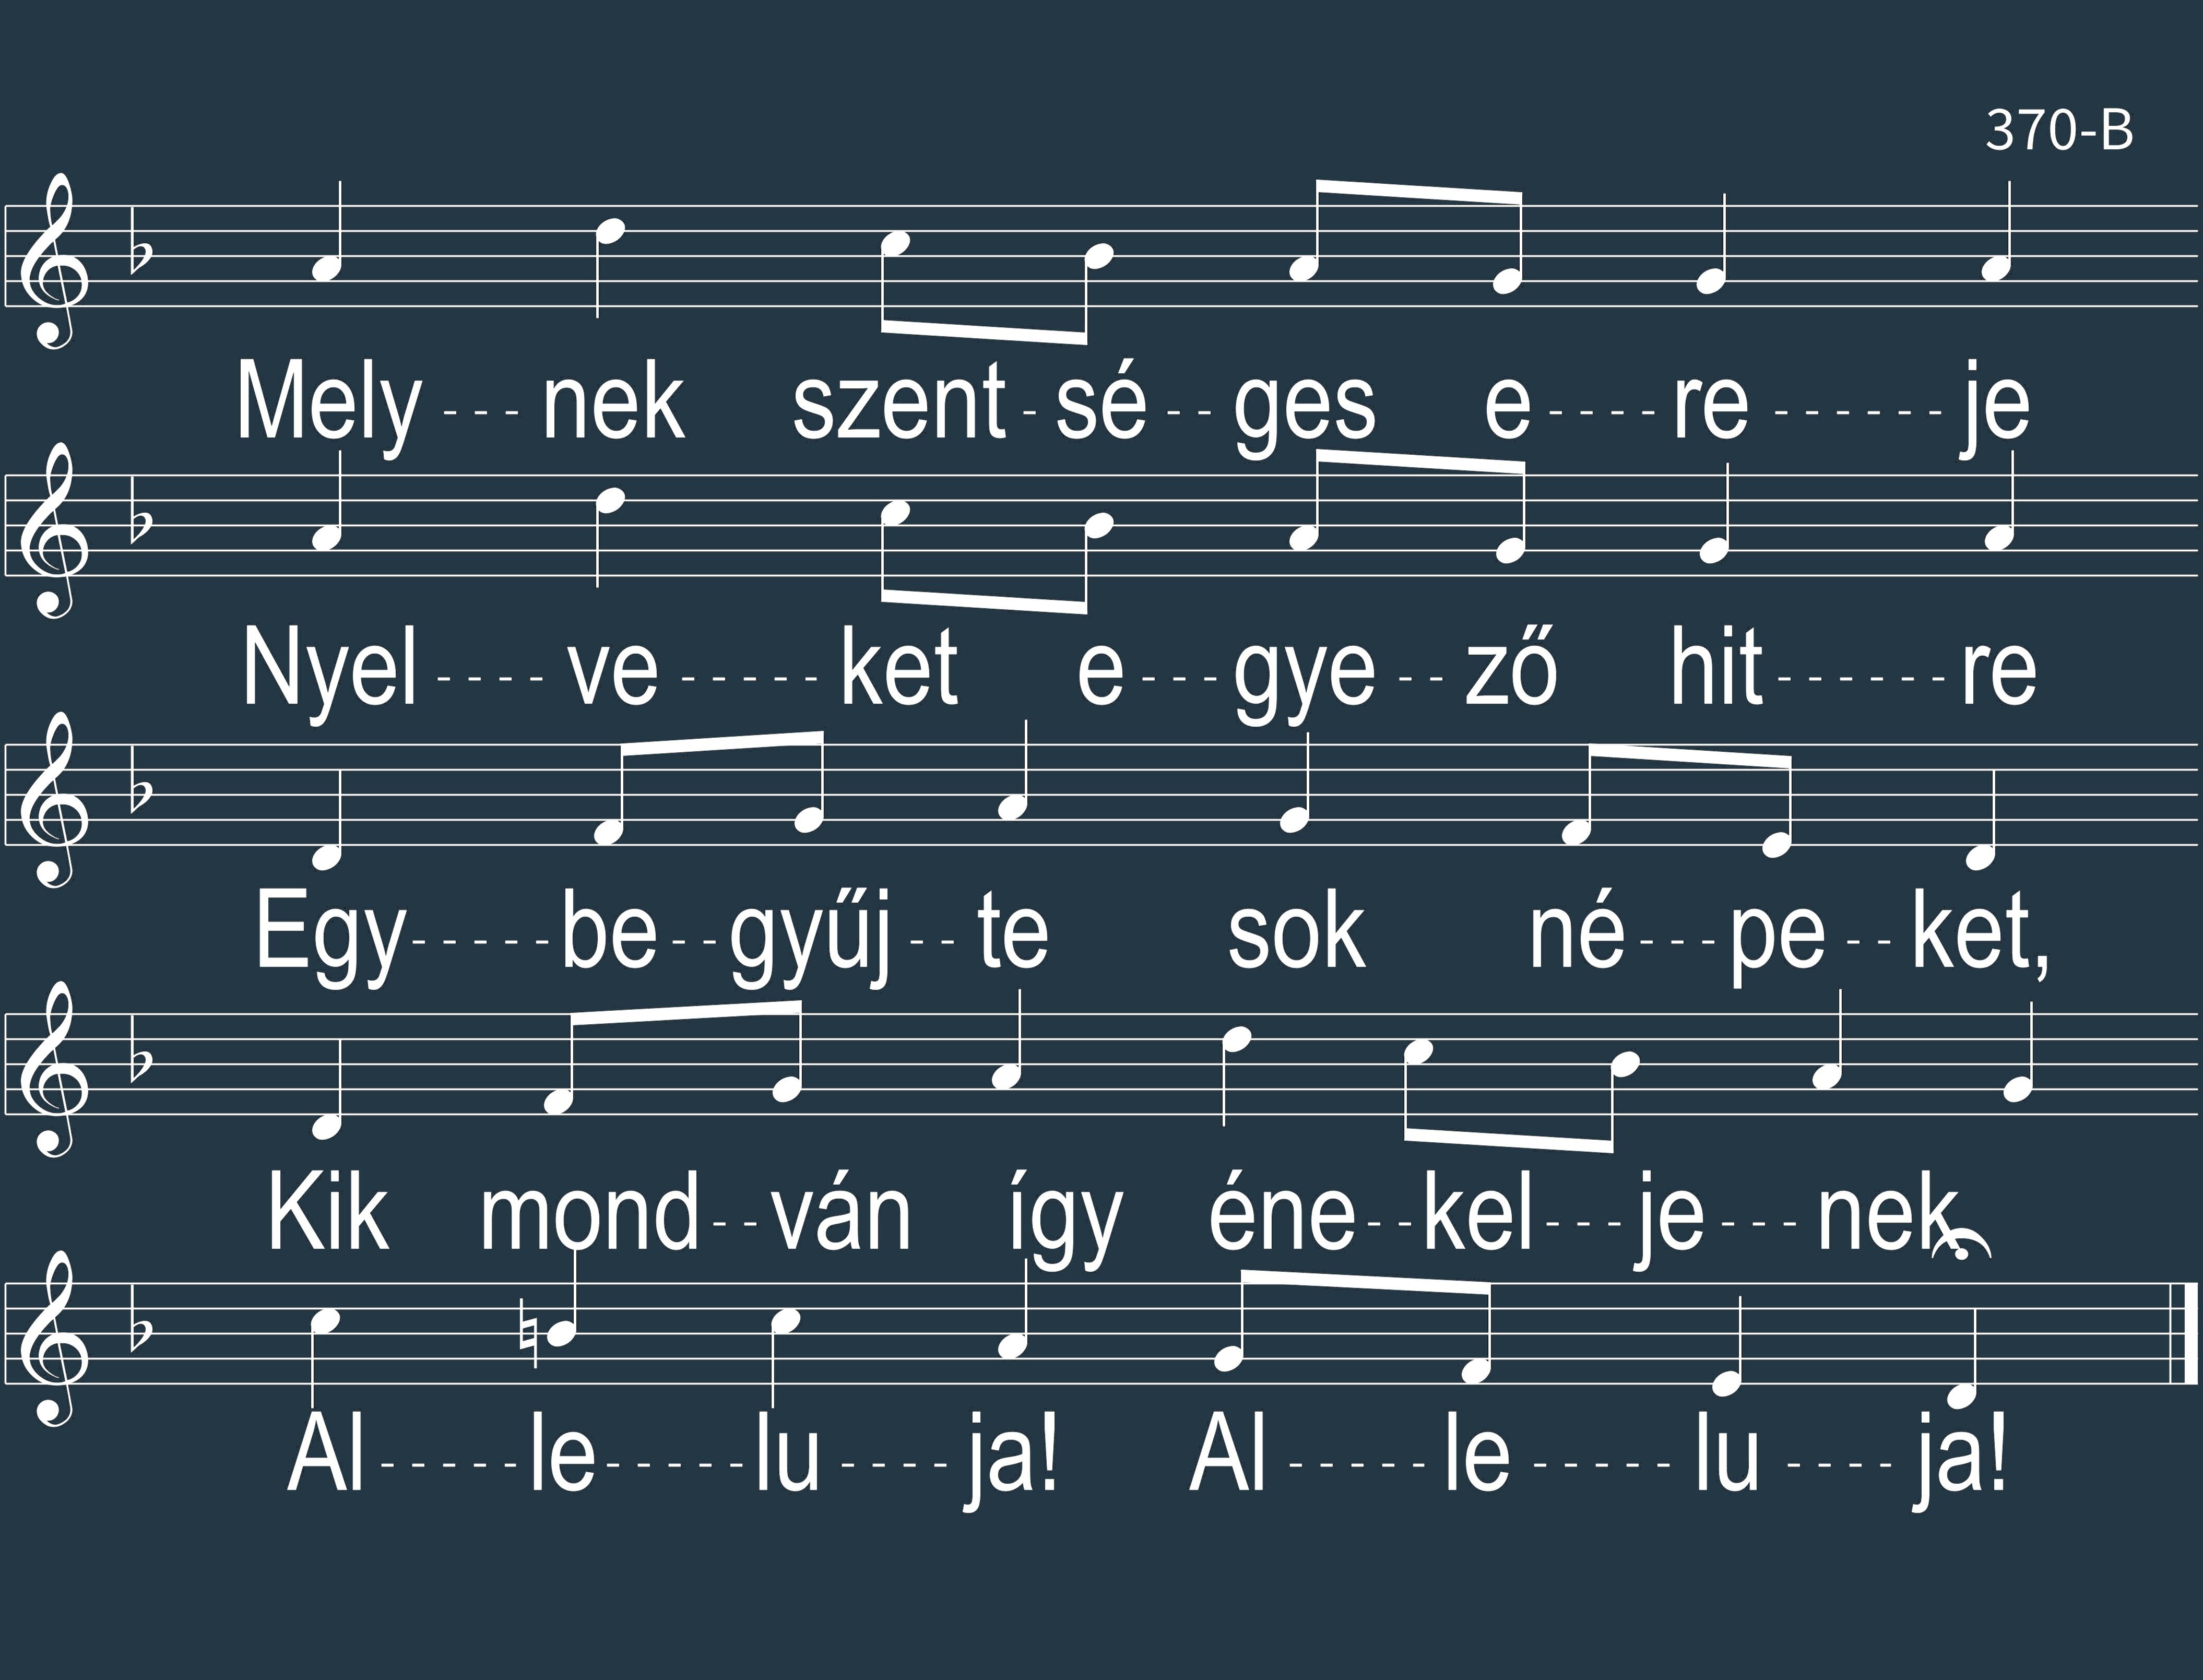 370-B
Mely---nek szent-sé--ges e----re------je
Nyel----ve-----ket e---gye--ző hit------re
Egy-----be--gyűj--te sok né---pe--ket,
Kik mond--ván így éne--kel---je---nek
Al-----le-----lu----ja! Al-----le-----lu----ja!